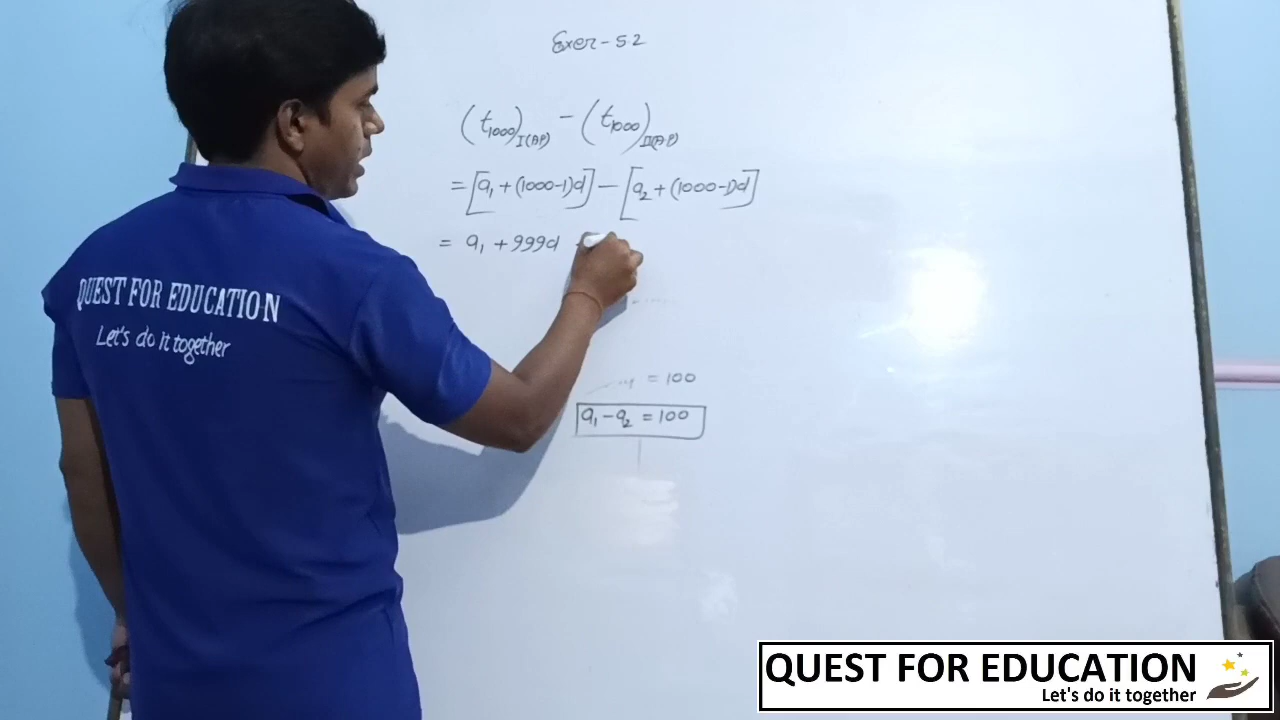 Exer-5.2
(t1000)I(AP) - (t1000)II(AP)
= [a1 + (1000-1)d] - [a2 + (1000-1)d]
= a1 + 999d -
= 100
a1 - a2 = 100
QUEST FOR EDUCATION
Let's do it together
QUEST FOR EDUCATION
Let's do it together